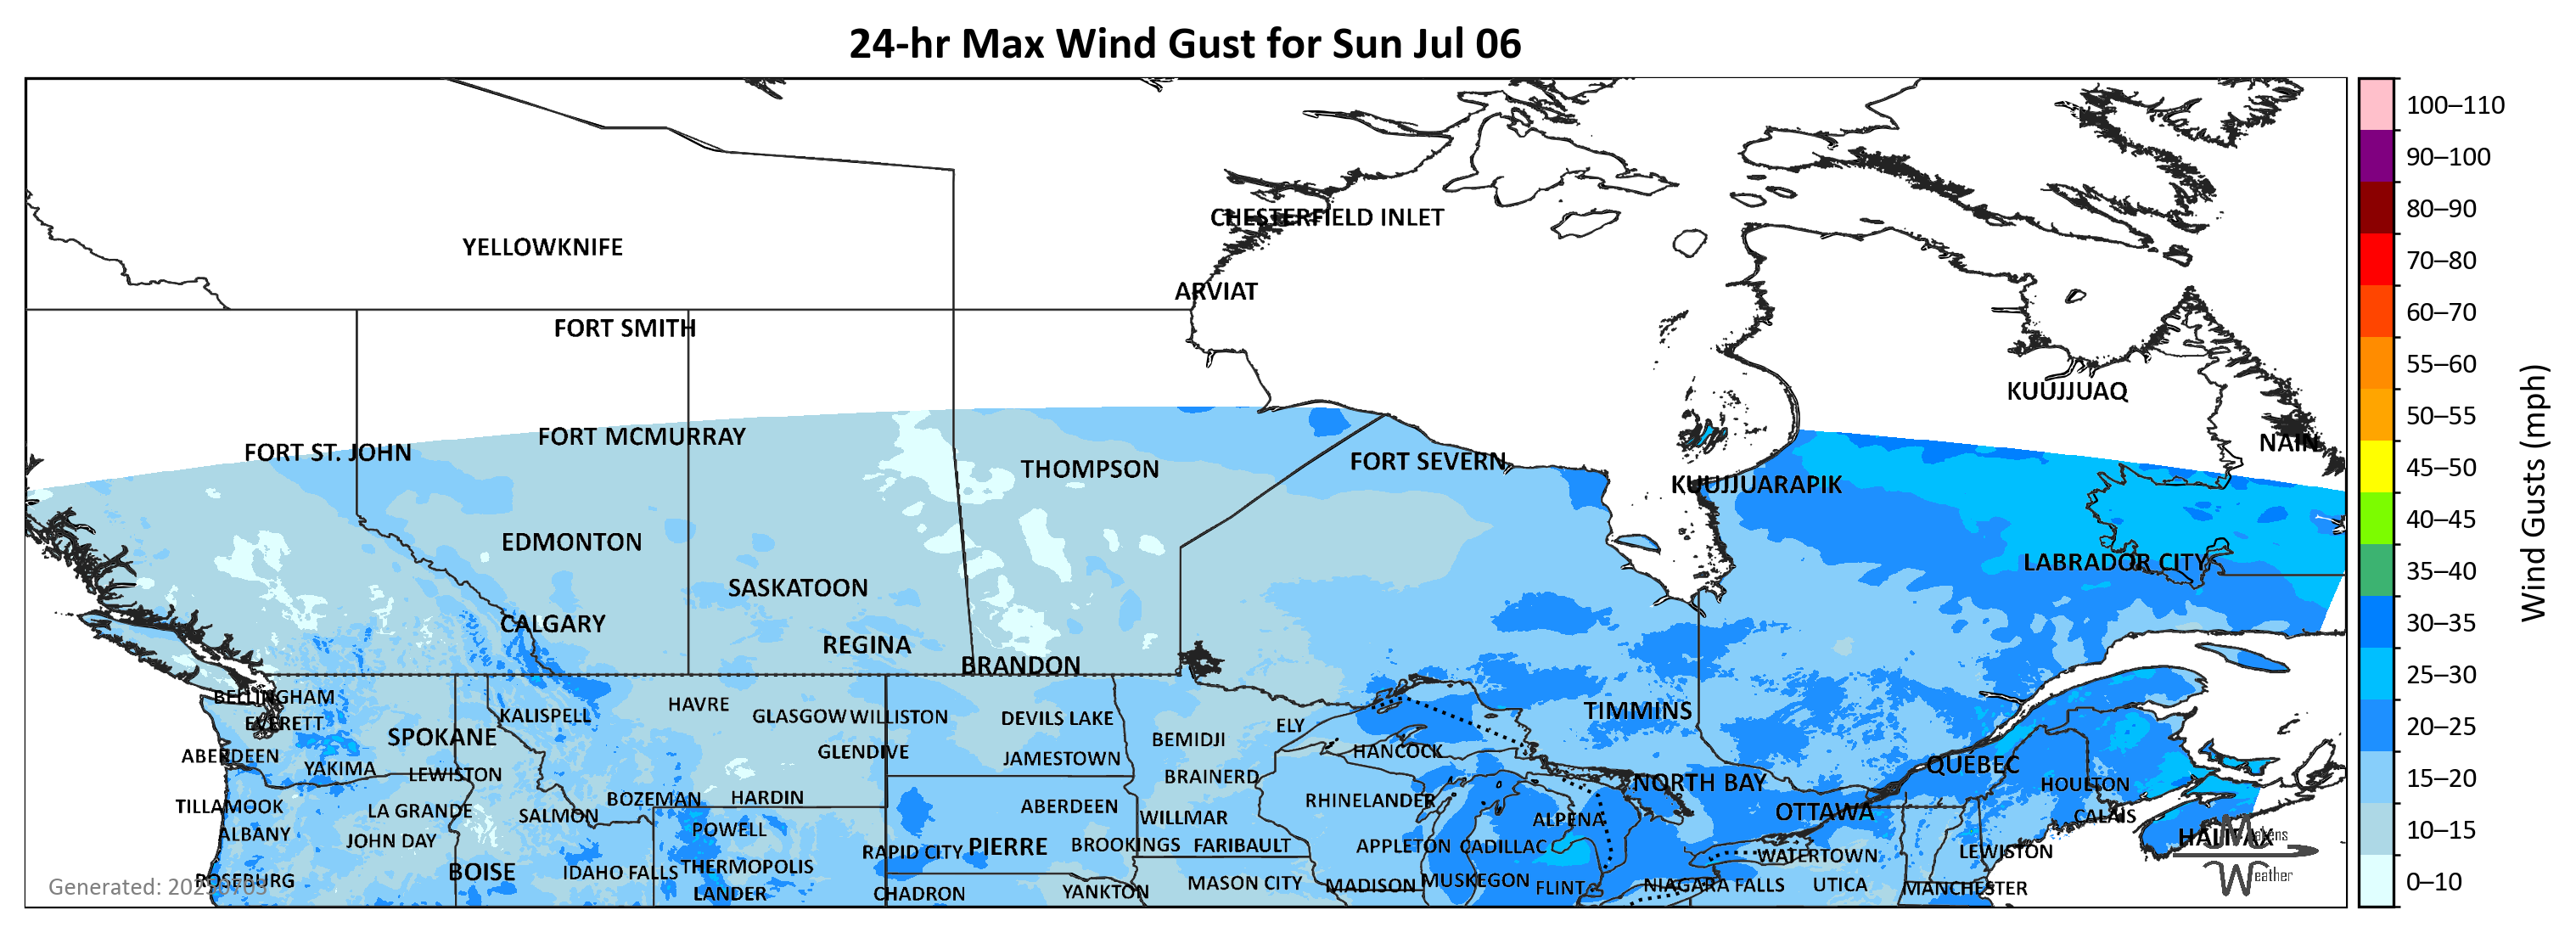 24-hr Max Wind Gust for Sun Jul 06
100–110
90–100
80–90
70–80
60–70
55–60
50–55
45–50
40–45
35–40
30–35
25–30
20–25
15–20
10–15
0–10
Wind Gusts (mph)
CHESTERFIELD INLET
YELLOWKNIFE
ARVIAT
FORT SMITH
KUUJJUAQ
FORT MCMURRAY
NAIN
FORT ST. JOHN
FORT SEVERN
THOMPSON
KUUJJUARAPIK
EDMONTON
LABRADOR CITY
SASKATOON
CALGARY
REGINA
BRANDON
BELLINGHAM
HAVRE
TIMMINS
KALISPELL
GLASGOW
WILLISTON
DEVILS LAKE
EVERETT
ELY
SPOKANE
BEMIDJI
HANCOCK
GLENDIVE
ABERDEEN
JAMESTOWN
QUEBEC
YAKIMA
LEWISTON
BRAINERD
NORTH BAY
HOULTON
BOZEMAN
HARDIN
RHINELANDER
TILLAMOOK
ABERDEEN
LA GRANDE
OTTAWA
SALMON
WILLMAR
CALAIS
ALPENA
POWELL
ALBANY
HALIFAX
JOHN DAY
BROOKINGS
FARIBAULT
APPLETON
CADILLAC
PIERRE
RAPID CITY
LEWISTON
WATERTOWN
THERMOPOLIS
BOISE
IDAHO FALLS
ROSEBURG
MUSKEGON
MASON CITY
MADISON
NIAGARA FALLS
UTICA
FLINT
MANCHESTER
LANDER
CHADRON
YANKTON
Generated:
Weather